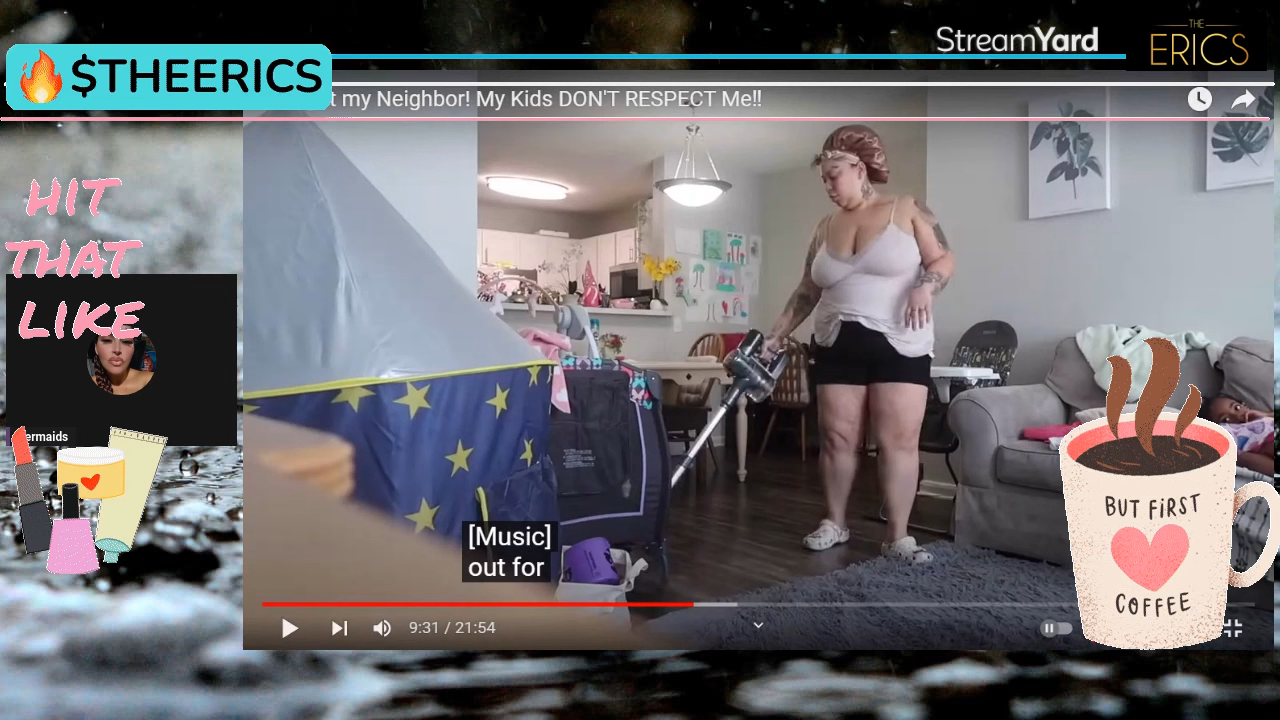 StreamYard
THE
ERICS
$THEERICS
t my Neighbor! My Kids DON'T RESPECT Me!!
HIT
THAT
LIKE
ermaids
[Music]
out for
9:31 / 21:54
BUT FIRST
COFFEE